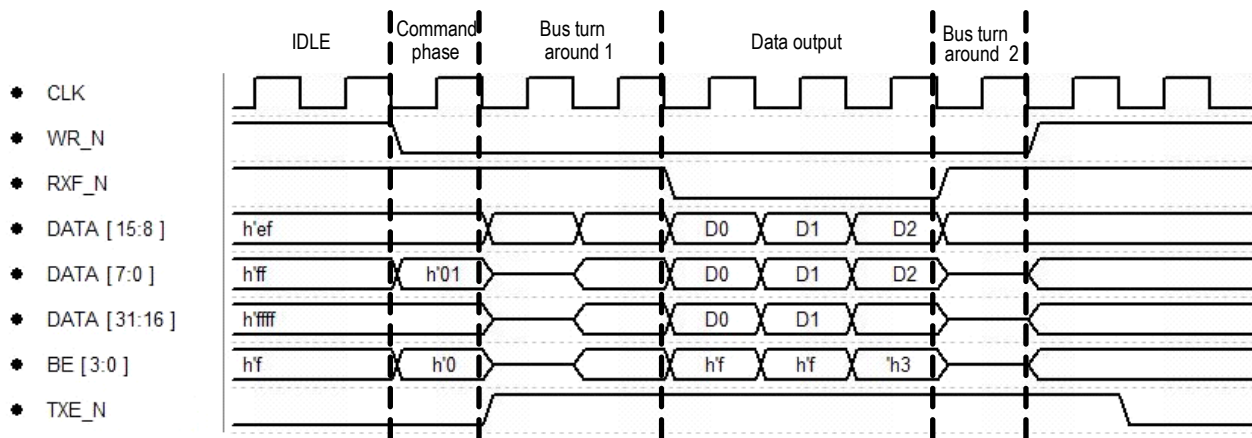 IDLE
Command
phase
Bus turn
around 1
Data output
Bus turn
around 2
CLK
WR_N
RXF_N
DATA [15:8] h'ef D0 D1 D2
DATA [7:0] h'ff h'01 D0 D1 D2
DATA [31:16] h'ffff D0 D1
BE [3:0] h'f h'0 h'f h'f 'h3
TXE_N